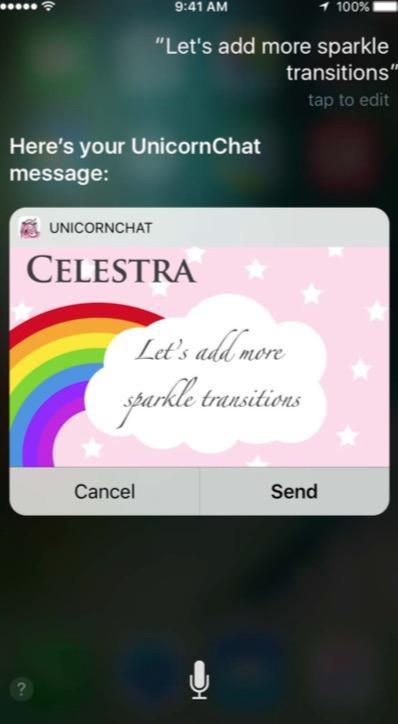 9:41 AM
100%
“Let's add more sparkle
transitions”
tap to edit
Here’s your UnicornChat
message:
UNICORNCHAT
CELESTRA
Let's add more
sparkle transitions
Cancel
Send
?